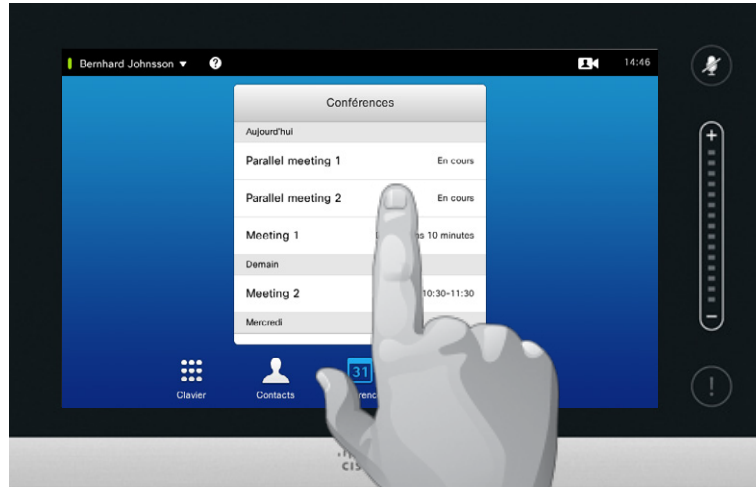 Bernhard Johnsson ? 14:46
Conférences
Aujourd'hui
Parallel meeting 1 En cours
Parallel meeting 2 En cours
Meeting 1 10 minutes
Demain
Meeting 2 10:30-11:30
Mercredi
31
Clavier Contacts
+
-
!